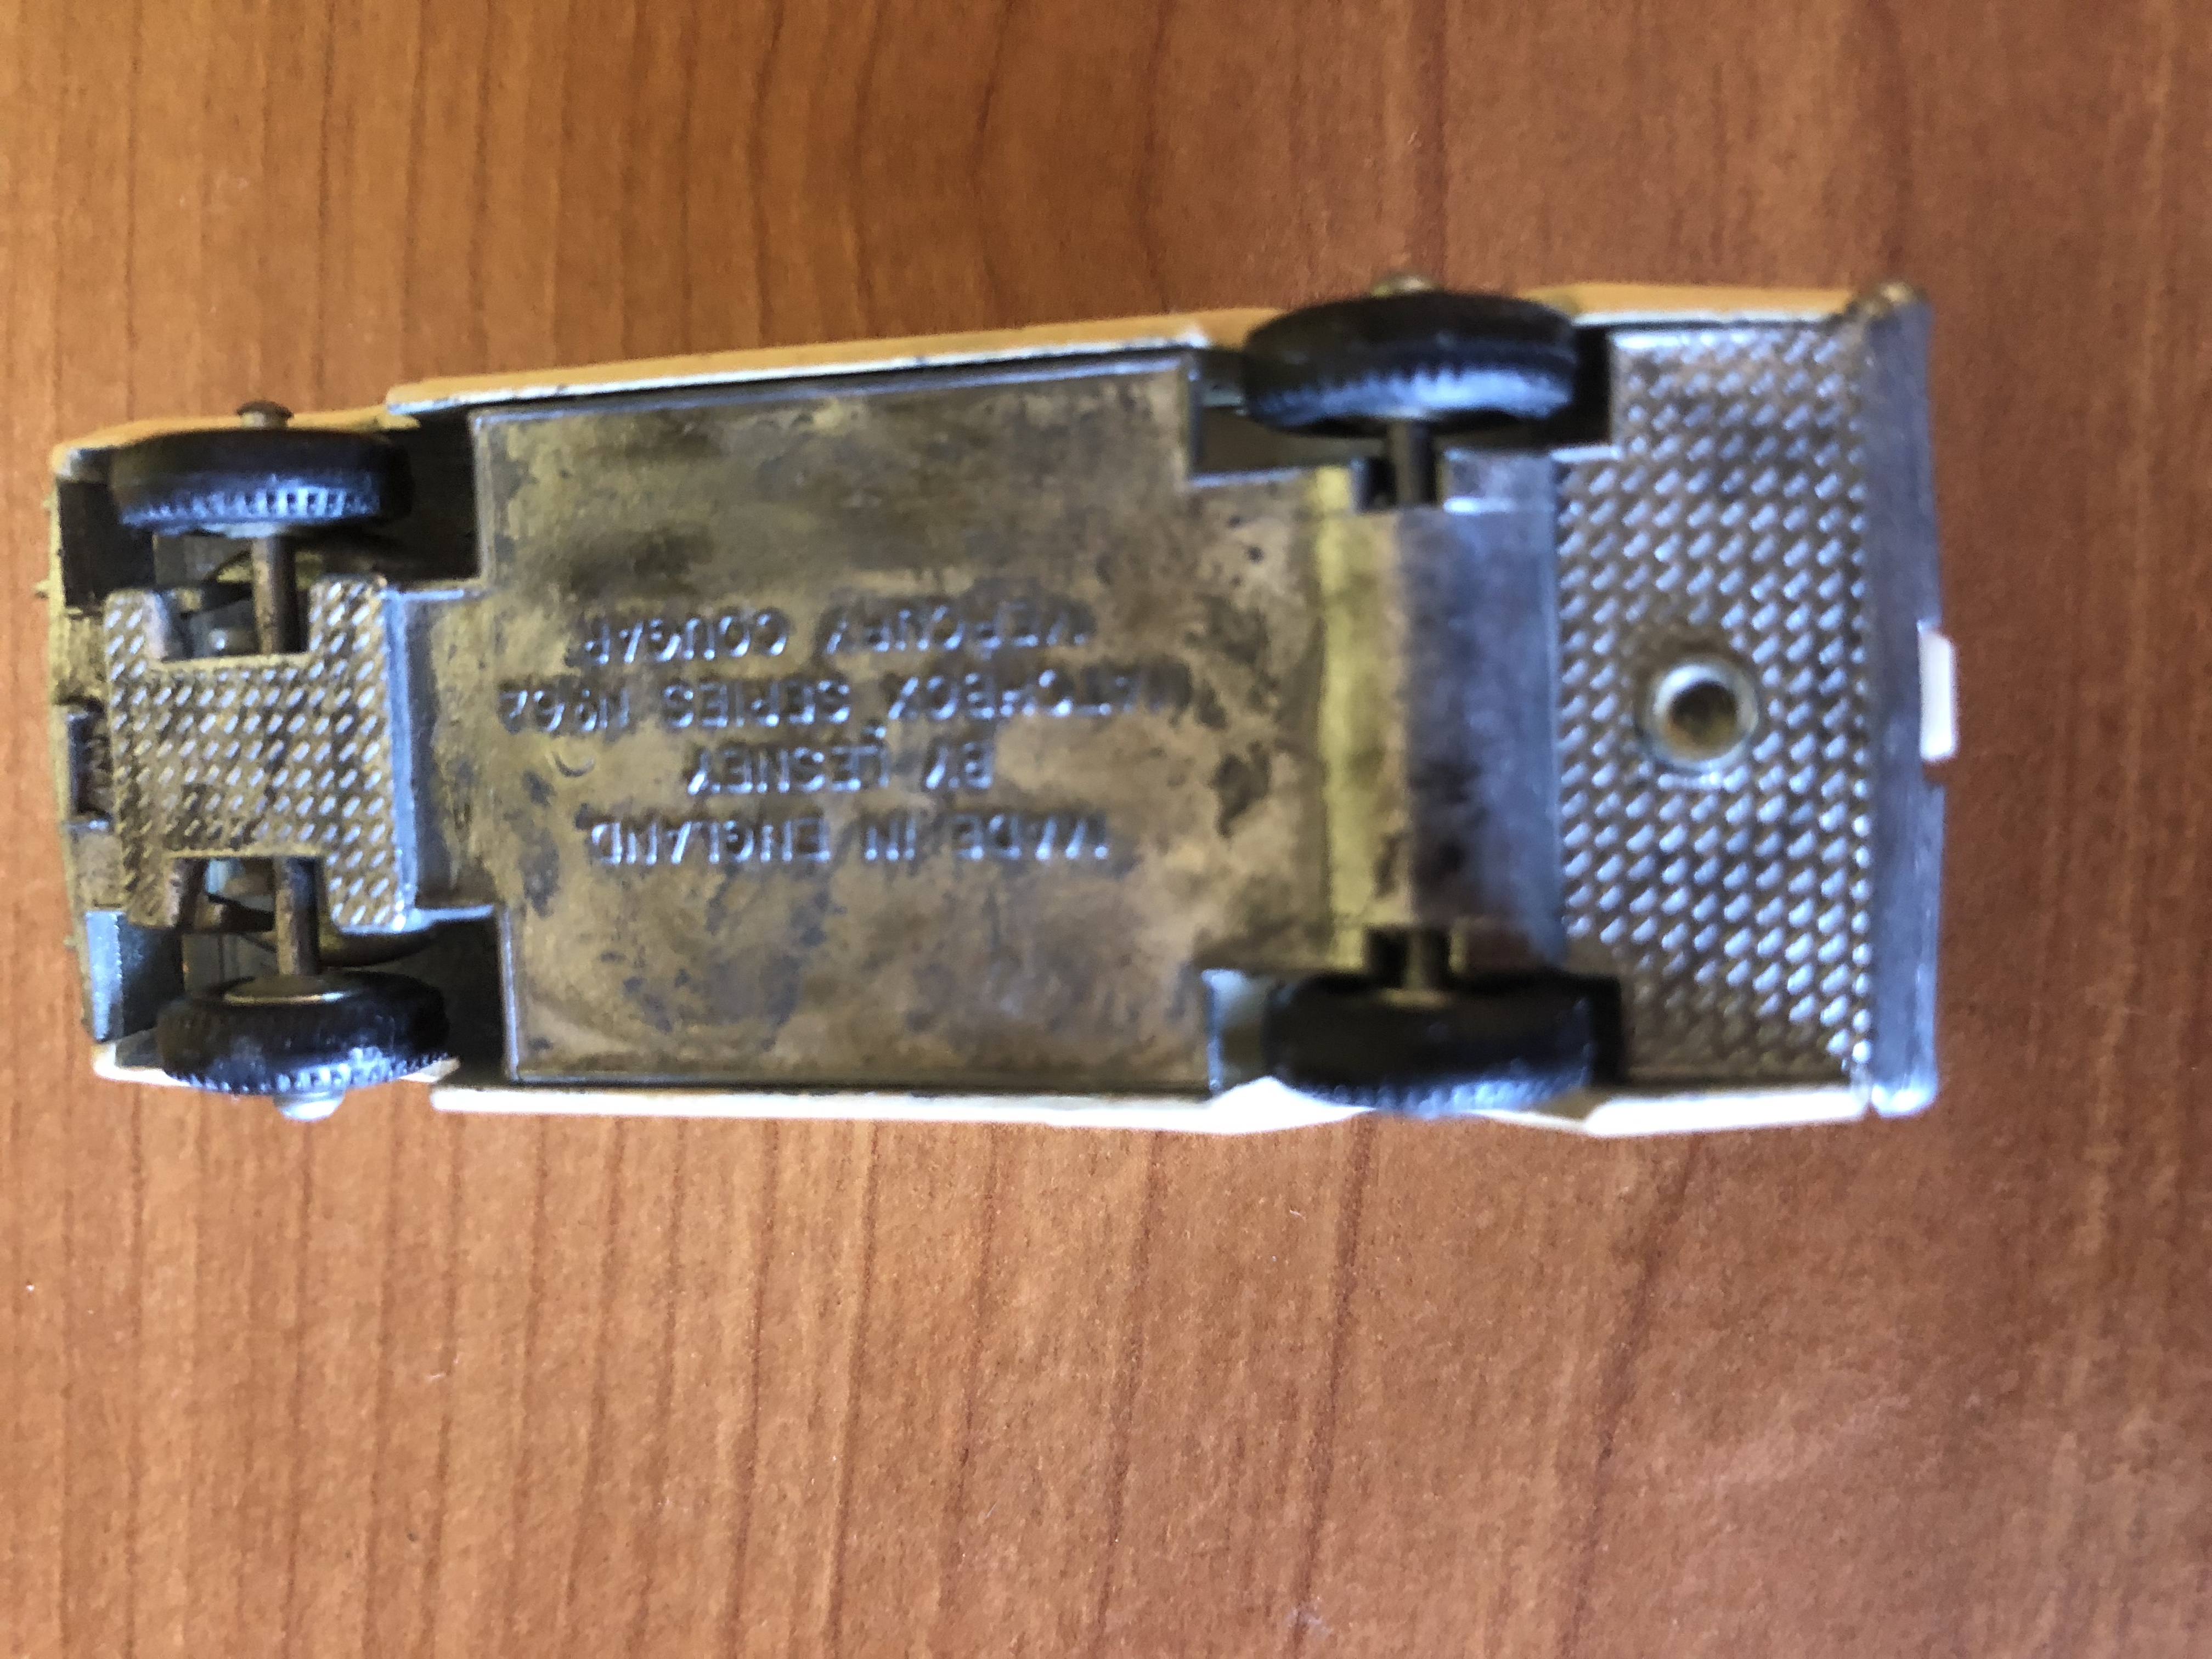 MADE IN ENGLAND
BY LESNEY
MATCHBOX SERIES Nº62
MERCURY COUGAR